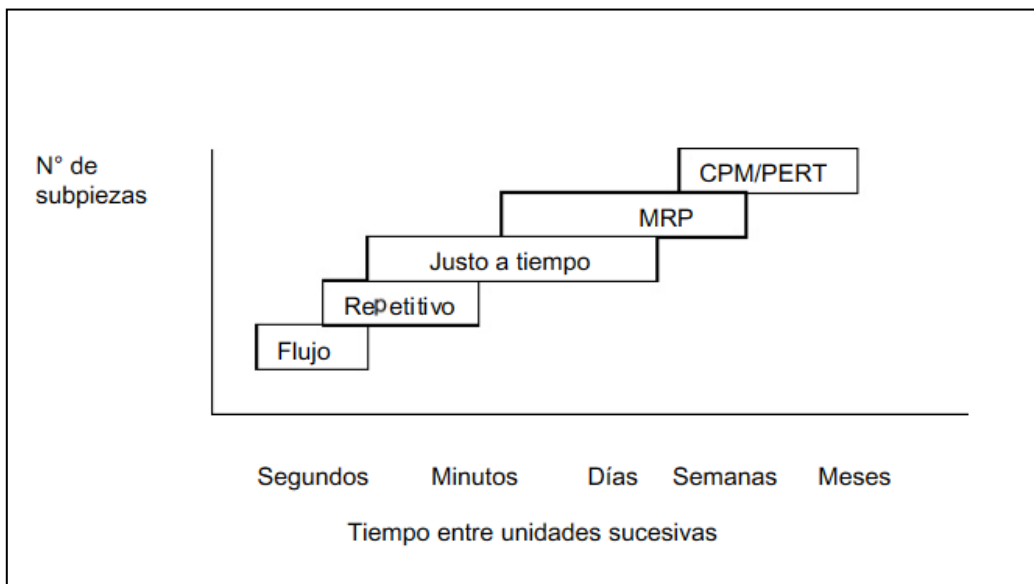 N° de
subpiezas
CPM/PERT
MRP
Justo a tiempo
Repetitivo
Flujo
Segundos Minutos Días Semanas Meses
Tiempo entre unidades sucesivas